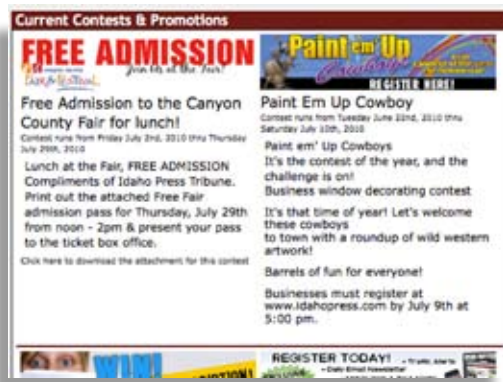 Current Contests & Promotions
FREE ADMISSION
Join Us at the Fair!
Free Admission to the Canyon
County Fair for lunch!
Contest runs from Friday July 2nd, 2010 thru Thursday
July 29th, 2010
Lunch at the Fair, FREE ADMISSION
Compliments of Idaho Press Tribune.
Print out the attached Free Fair
admission pass for Thursday, July 29th
from noon - 2pm & present your pass
to the ticket box office.
Click here to download the attachment for this contest
Paint em' Up
Cowboys
REGISTER HERE!
Paint Em Up Cowboy
Contest runs from Tuesday June 22nd, 2010 thru
Saturday July 10th, 2010
Paint em' Up Cowboys
It's the contest of the year, and the
challenge is on!
Business window decorating contest
It's that time of year! Let's welcome
these cowboys
to town with a roundup of wild western
artwork!
Barrels of fun for everyone!
Businesses must register at
www.idahopress.com by July 9th at
5:00 pm.
WIN!
REGISTER TODAY!
• Daily Email Newsletter
• Traffic Alerts